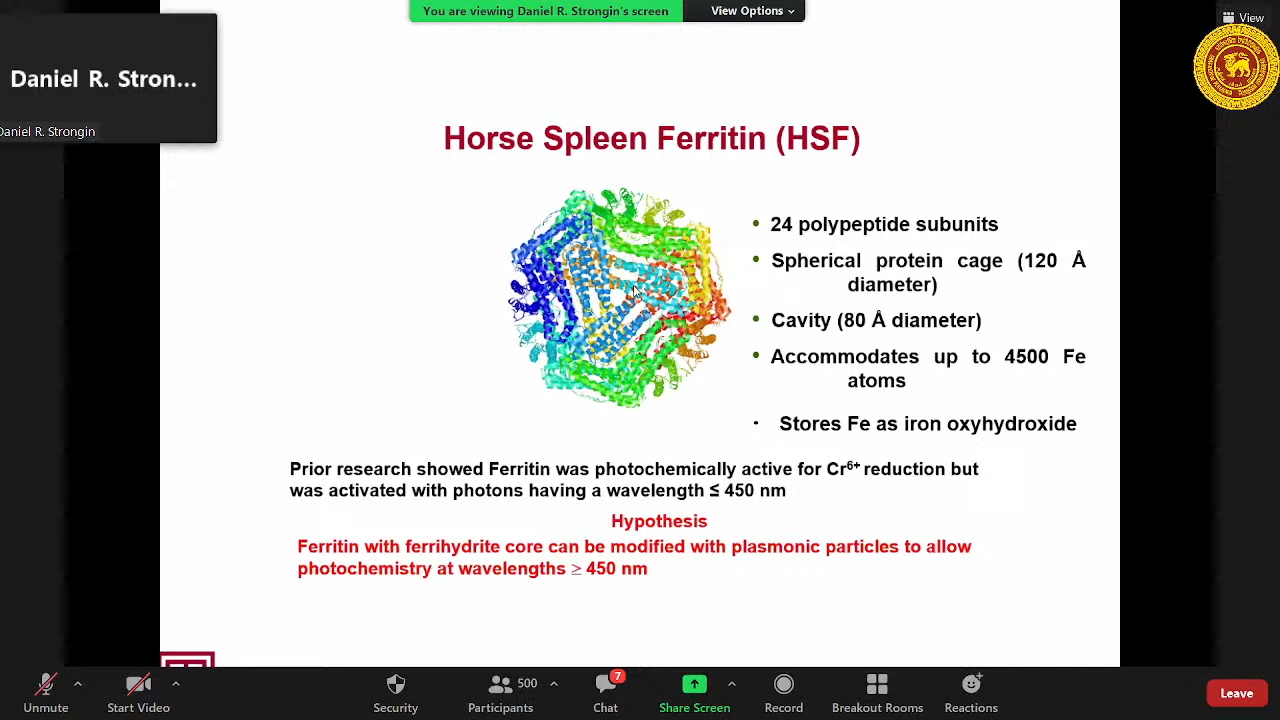 You are viewing Daniel R. Strongin's screen
View Options
View
Daniel R. Stron...
Daniel R. Strongin
Horse Spleen Ferritin (HSF)
• 24 polypeptide subunits
• Spherical protein cage (120 Å
diameter)
• Cavity (80 Å diameter)
• Accommodates up to 4500 Fe
atoms
· Stores Fe as iron oxyhydroxide
Prior research showed Ferritin was photochemically active for Cr⁶⁺ reduction but
was activated with photons having a wavelength ≤ 450 nm
Hypothesis
Ferritin with ferrihydrite core can be modified with plasmonic particles to allow
photochemistry at wavelengths ≥ 450 nm
Unmute
Start Video
Security
500
Participants
7
Chat
Share Screen
Record
Breakout Rooms
Reactions
Leave